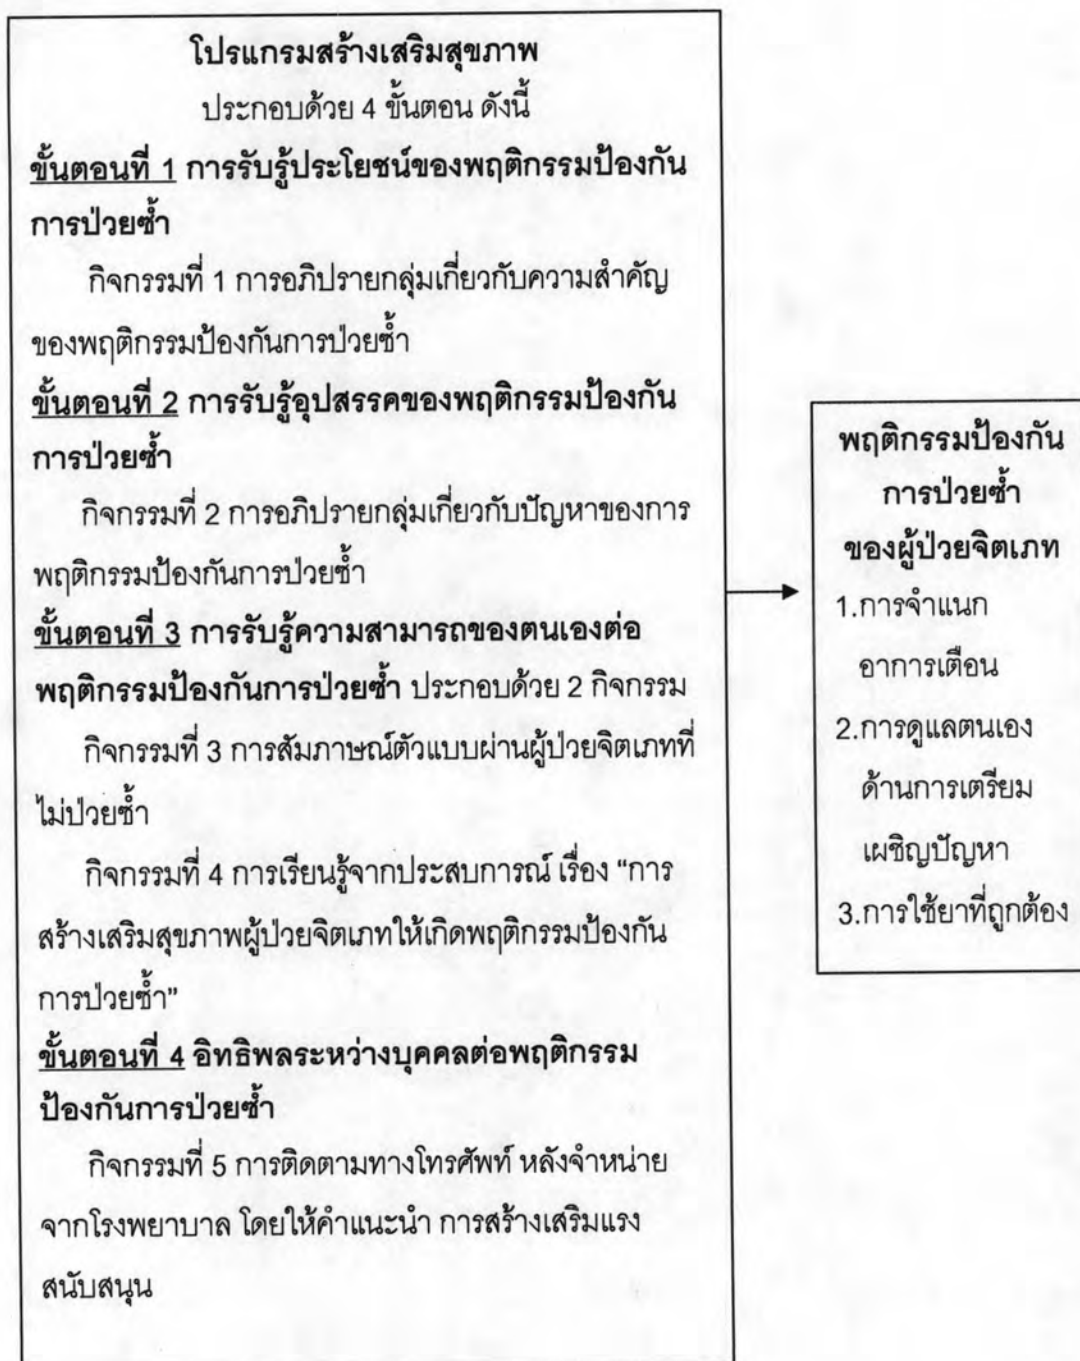 โปรแกรมสร้างเสริมสุขภาพ
ประกอบด้วย 4 ขั้นตอน ดังนี้
ขั้นตอนที่ 1 การรับรู้ประโยชน์ของพฤติกรรมป้องกัน
การป่วยซ้ำ
กิจกรรมที่ 1 การอภิปรายกลุ่มเกี่ยวกับความสำคัญ
ของพฤติกรรมป้องกันการป่วยซ้ำ
ขั้นตอนที่ 2 การรับรู้อุปสรรคของพฤติกรรมป้องกัน
การป่วยซ้ำ
กิจกรรมที่ 2 การอภิปรายกลุ่มเกี่ยวกับปัญหาของการ
พฤติกรรมป้องกันการป่วยซ้ำ
ขั้นตอนที่ 3 การรับรู้ความสามารถของตนเองต่อ
พฤติกรรมป้องกันการป่วยซ้ำ ประกอบด้วย 2 กิจกรรม
กิจกรรมที่ 3 การสัมภาษณ์ตัวแบบผ่านผู้ป่วยจิตเภทที่
ไม่ป่วยซ้ำ
กิจกรรมที่ 4 การเรียนรู้จากประสบการณ์ เรื่อง "การ
สร้างเสริมสุขภาพผู้ป่วยจิตเภทให้เกิดพฤติกรรมป้องกัน
การป่วยซ้ำ"
ขั้นตอนที่ 4 อิทธิพลระหว่างบุคคลต่อพฤติกรรม
ป้องกันการป่วยซ้ำ
กิจกรรมที่ 5 การติดตามทางโทรศัพท์ หลังจำหน่าย
จากโรงพยาบาล โดยให้คำแนะนำ การสร้างเสริมแรง
สนับสนุน
พฤติกรรมป้องกัน
การป่วยซ้ำ
ของผู้ป่วยจิตเภท
1.การจำแนก
อาการเตือน
2.การดูแลตนเอง
ด้านการเตรียม
เผชิญปัญหา
3.การใช้ยาที่ถูกต้อง